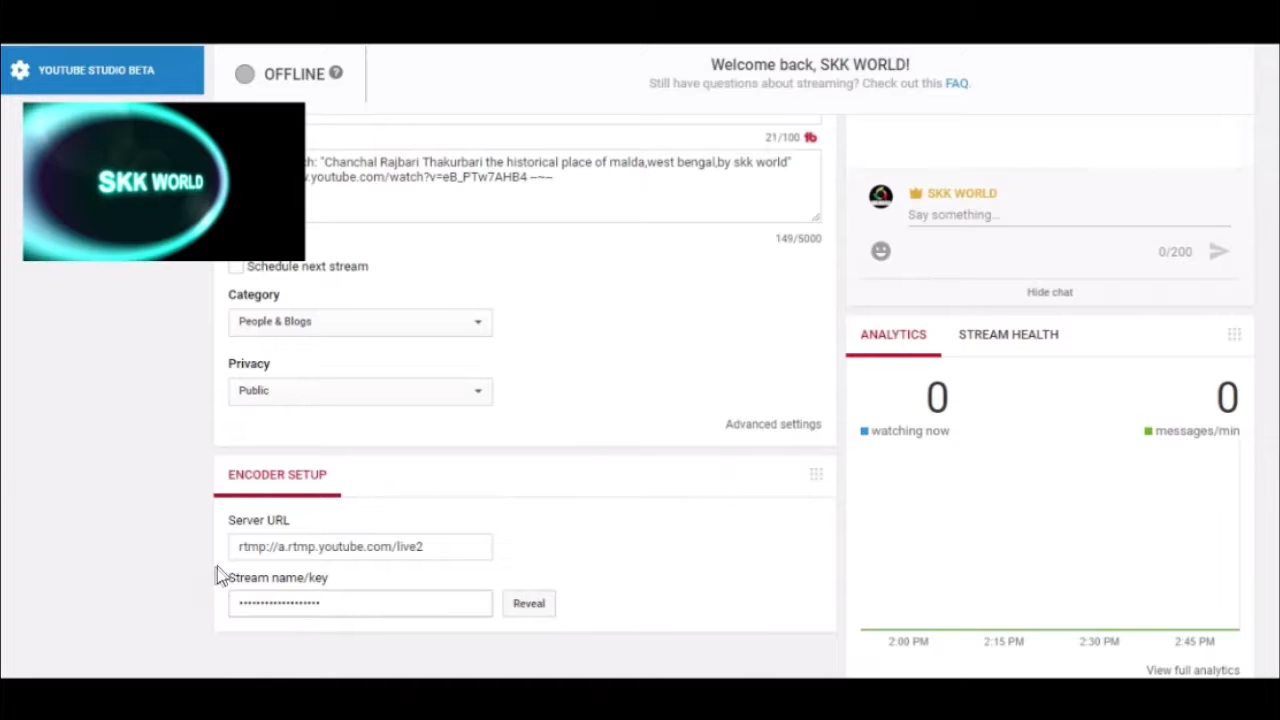 YOUTUBE STUDIO BETA
OFFLINE
Welcome back, SKK WORLD!
Still have questions about streaming? Check out this FAQ.
SKK WORLD
21/100
ch: "Chanchal Rajbari Thakurbari the historical place of malda,west bengal,by skk world"
.youtube.com/watch?v=eB_PTw7AHB4 --~--
149/5000
Schedule next stream
Category
People & Blogs
Privacy
Public
Advanced settings
ENCODER SETUP
Server URL
rtmp://a.rtmp.youtube.com/live2
Stream name/key
Reveal
SKK WORLD
Say something...
0/200
Hide chat
ANALYTICS
STREAM HEALTH
0
0
watching now
messages/min
2:00 PM
2:15 PM
2:30 PM
2:45 PM
View full analytics